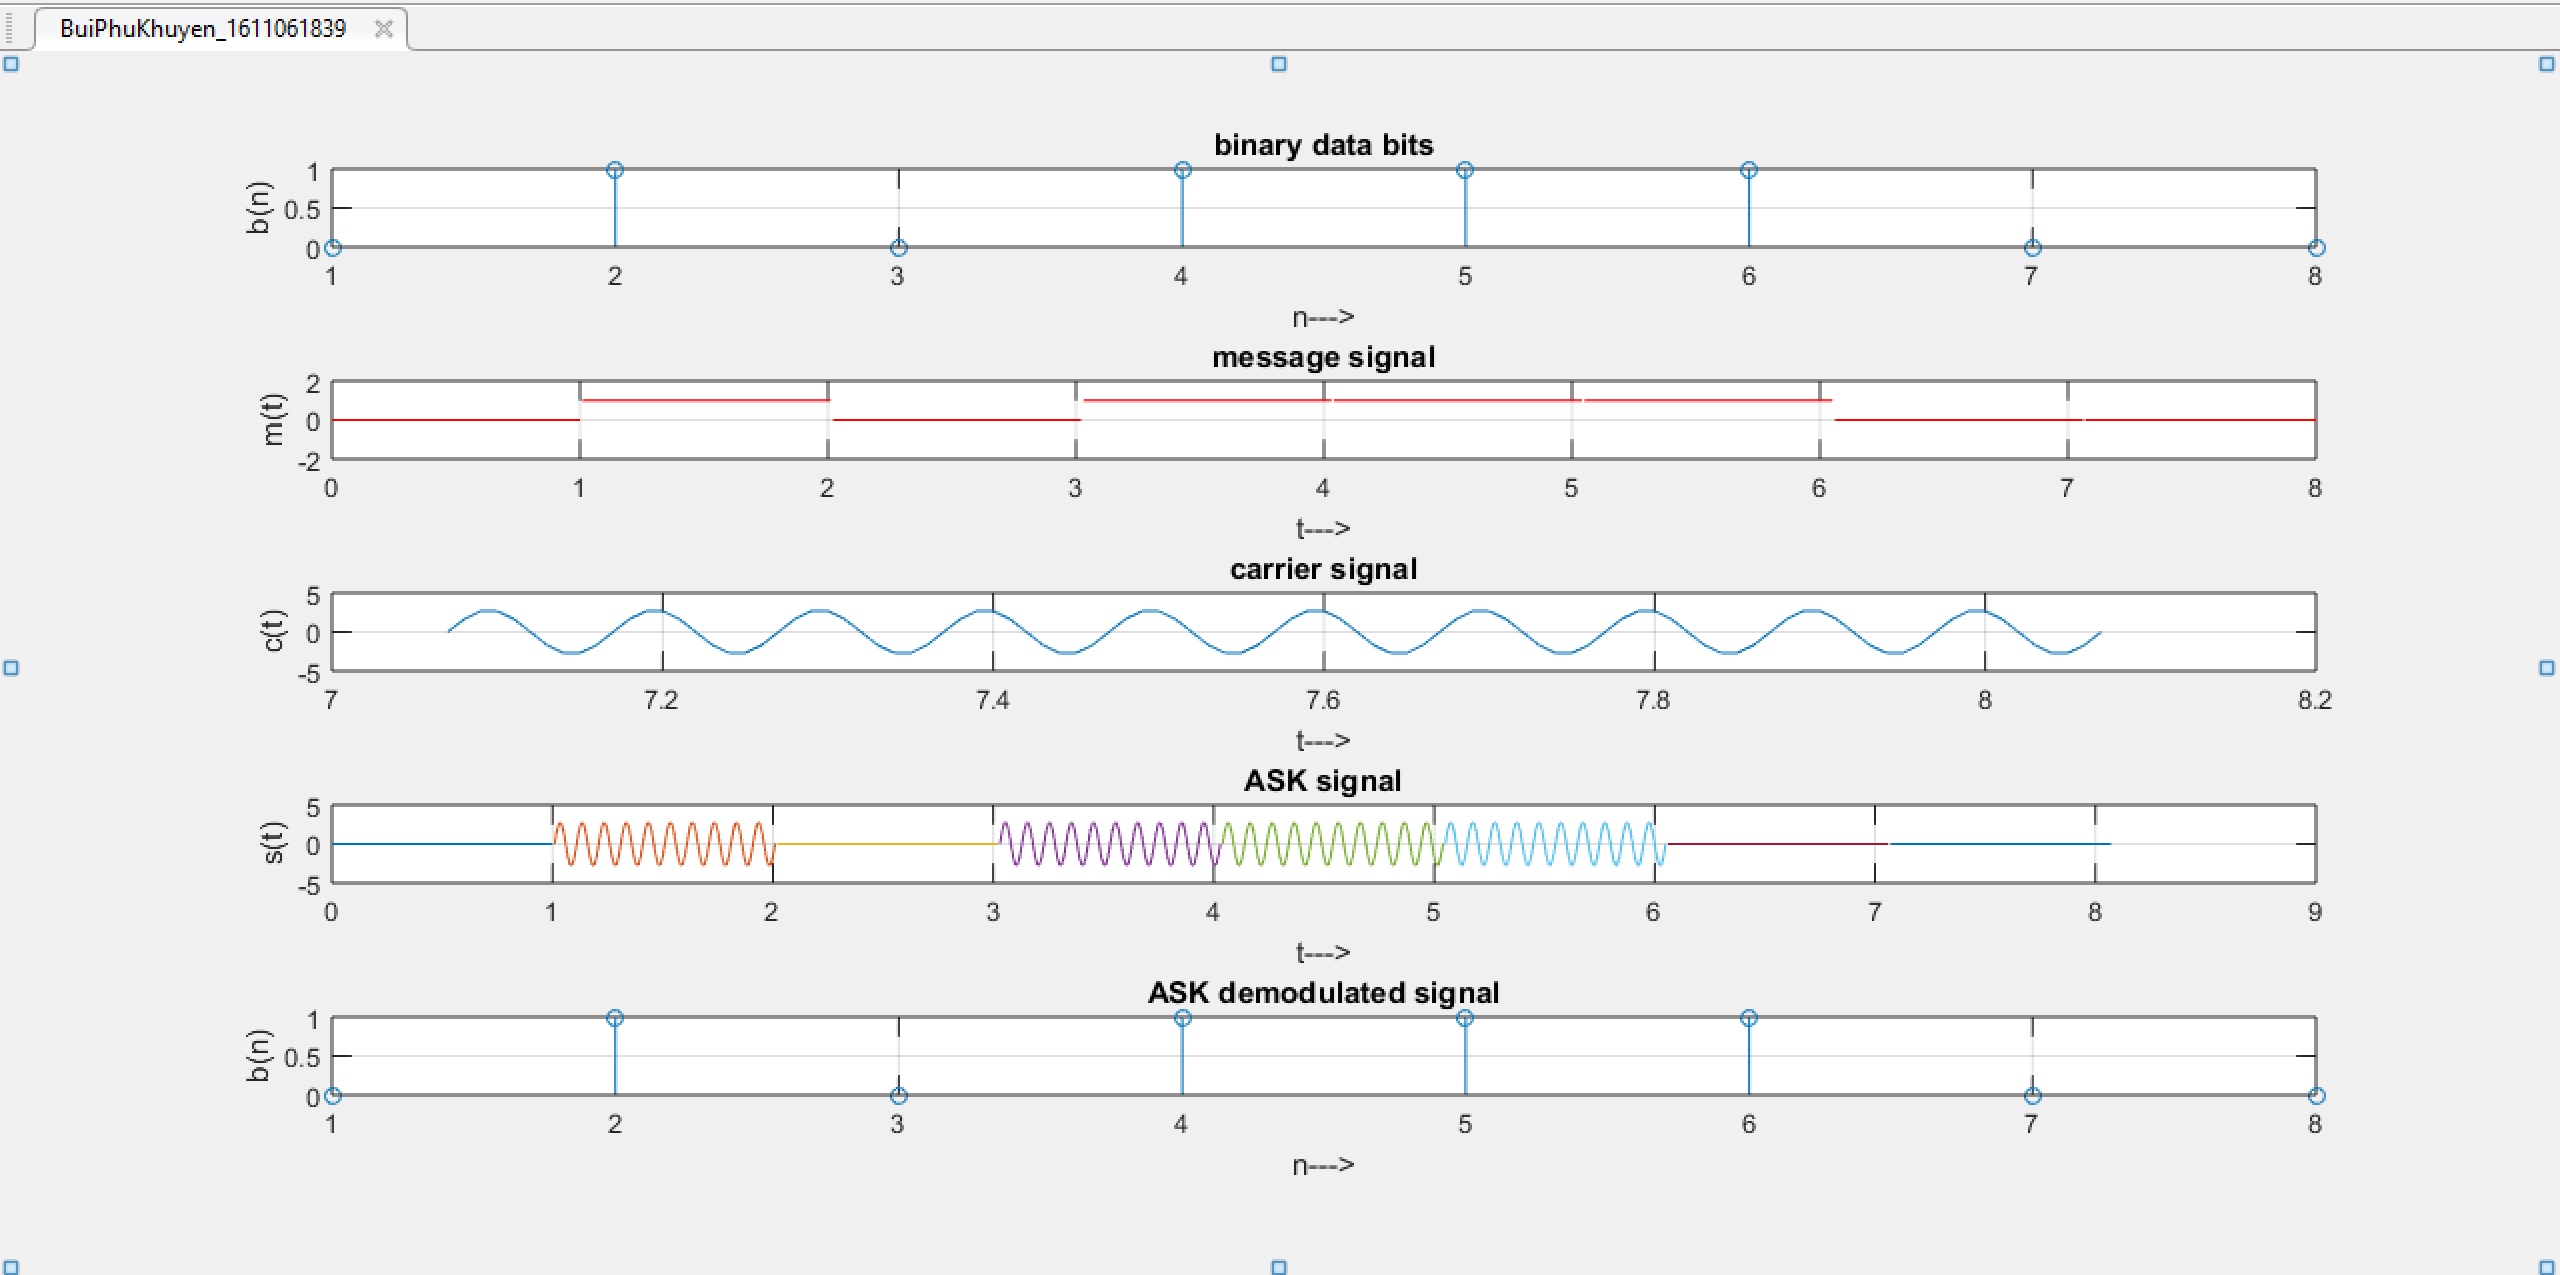 BuiPhuKhuyen_1611061839
binary data bits
b(n)
1
0.5
0
1 2 3 4 5 6 7 8
n--->
message signal
m(t)
2
0
-2
0 1 2 3 4 5 6 7 8
t--->
carrier signal
c(t)
5
0
-5
7 7.2 7.4 7.6 7.8 8 8.2
t--->
ASK signal
s(t)
5
0
-5
0 1 2 3 4 5 6 7 8 9
t--->
ASK demodulated signal
b(n)
1
0.5
0
1 2 3 4 5 6 7 8
n--->